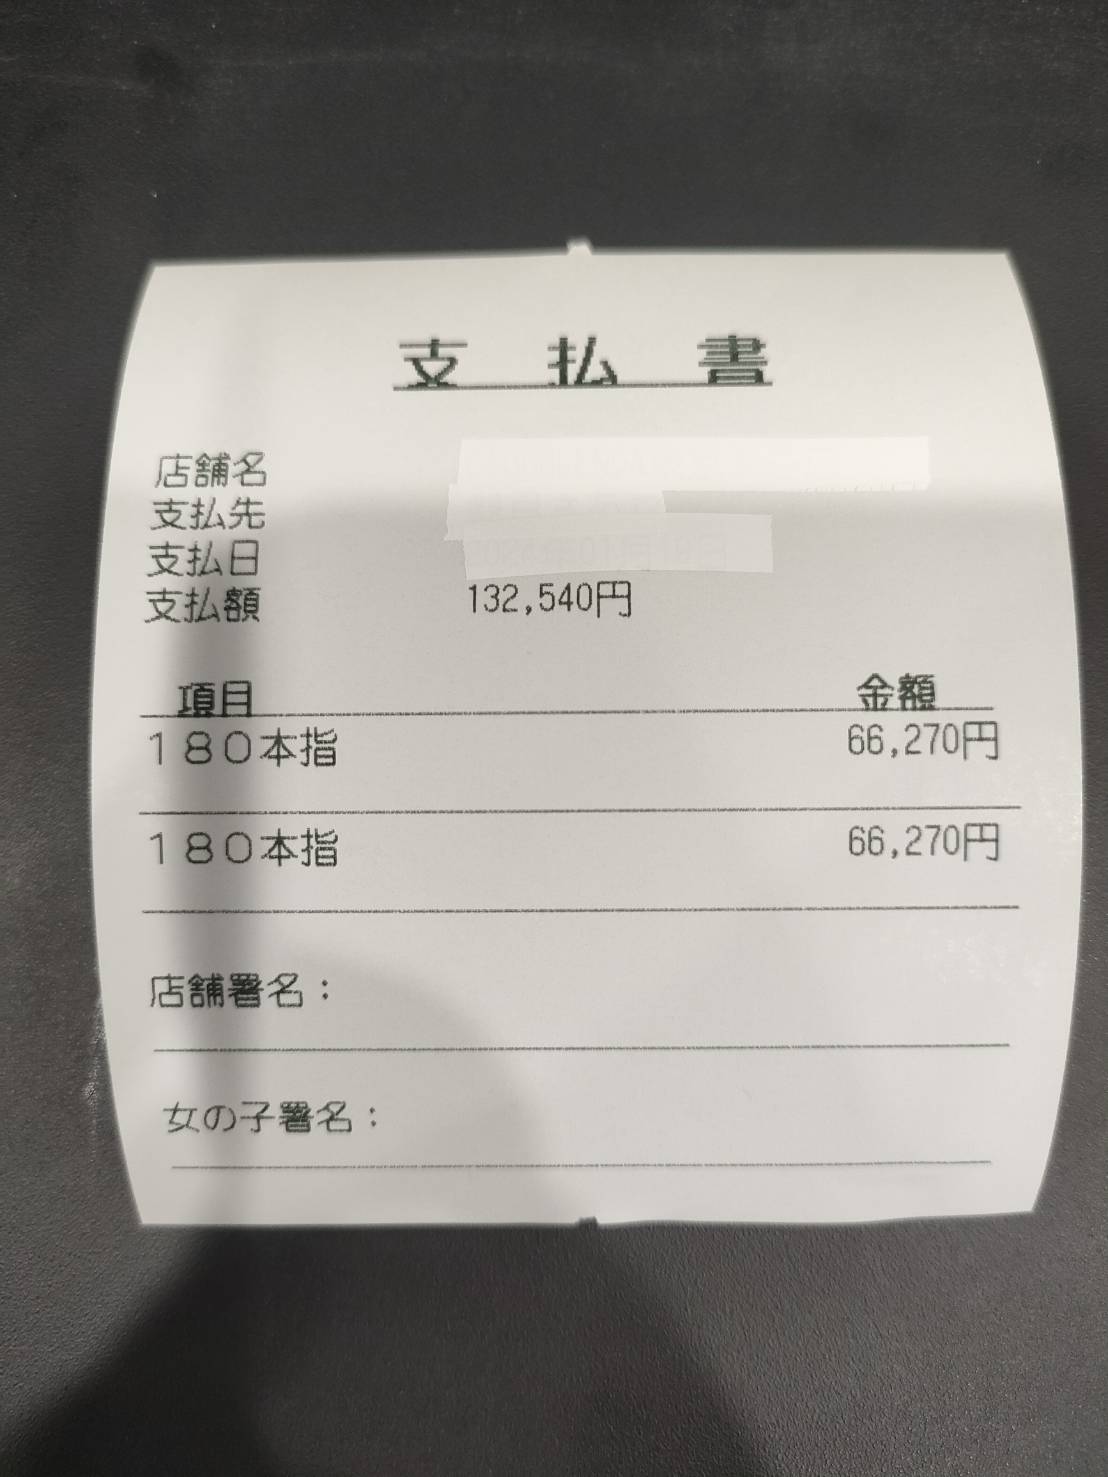 支払書
店舗名
支払先
支払日
支払額 132,540円
項目 金額
180本指 66,270円
180本指 66,270円
店舗署名：
女の子署名：